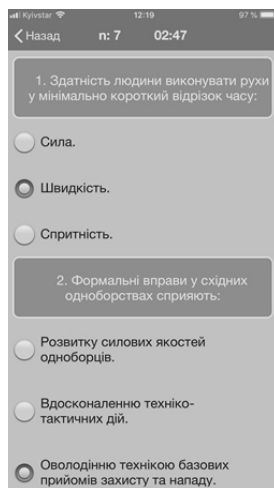 Kyivstar 12:19 97 %
Назад n: 7 02:47
1. Здатність людини виконувати рухи
у мінімально короткий відрізок часу:
Сила.
Швидкість.
Спритність.
2. Формальні вправи у східних
одноборствах сприяють:
Розвитку силових якостей
одноборців.
Вдосконаленню техніко-
тактичних дій.
Оволодінню технікою базових
прийомів захисту та нападу.